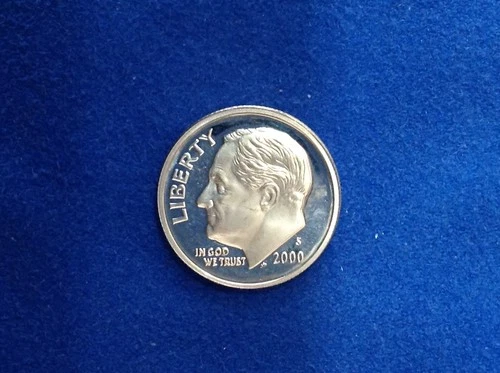 LIBERTY
IN GOD
WE TRUST
S
2000